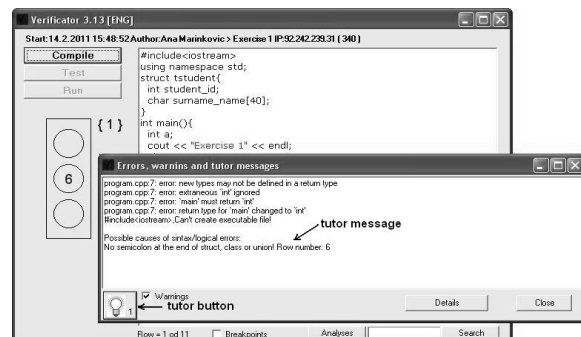 Verificator 3.13 [ENG]
Start:14.2.2011 15:48:52 Author:Ana Marinkovic > Exercise 1 IP:92.242.239.31 ( 340 )
Compile
Test
Run
{ 1 }
6
#include<iostream>
using namespace std;
struct tstudent{
int student_id;
char surname_name[40];
}
int main(){
int a;
cout << "Exercise 1" << endl;
Errors, warnins and tutor messages
program.cpp:7: error: new types may not be defined in a return type
program.cpp:7: error: extraneous `int' ignored
program.cpp:7: error: `main' must return `int'
program.cpp:7: error: return type for `main' changed to `int'
#include<iostream>,Can't create executable file!
tutor message
Possible causes of sintax/logical errors:
No semicolon at the end of struct, class or union! Row number: 6
1
Warnings
tutor button
Details
Close
Row = 1 od 11
Breakpoints
Analyses
Search